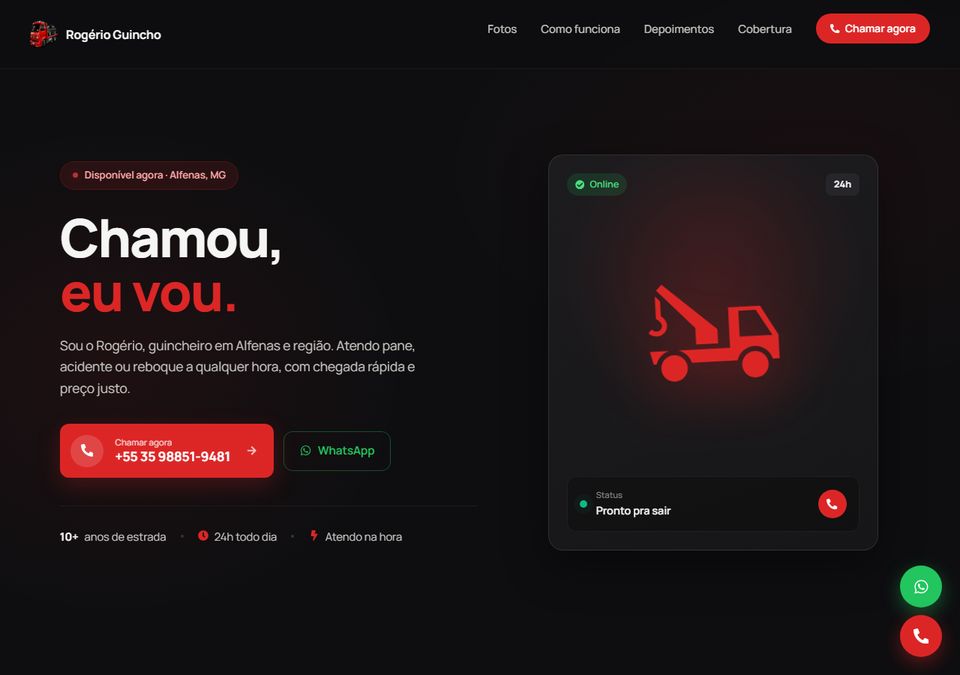 Rogério Guincho
Fotos
Como funciona
Depoimentos
Cobertura
Chamar agora
Disponível agora · Alfenas, MG
Chamou,
eu vou.
Sou o Rogério, guincheiro em Alfenas e região. Atendo pane,
acidente ou reboque a qualquer hora, com chegada rápida e
preço justo.
Chamar agora
+55 35 98851-9481
WhatsApp
10+ anos de estrada
24h todo dia
Atendo na hora
Online
24h
Status
Pronto pra sair